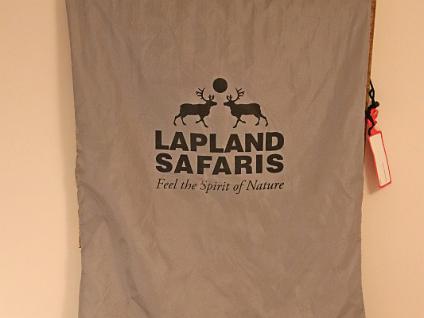 LAPLAND
SAFARIS
Feel the Spirit of Nature